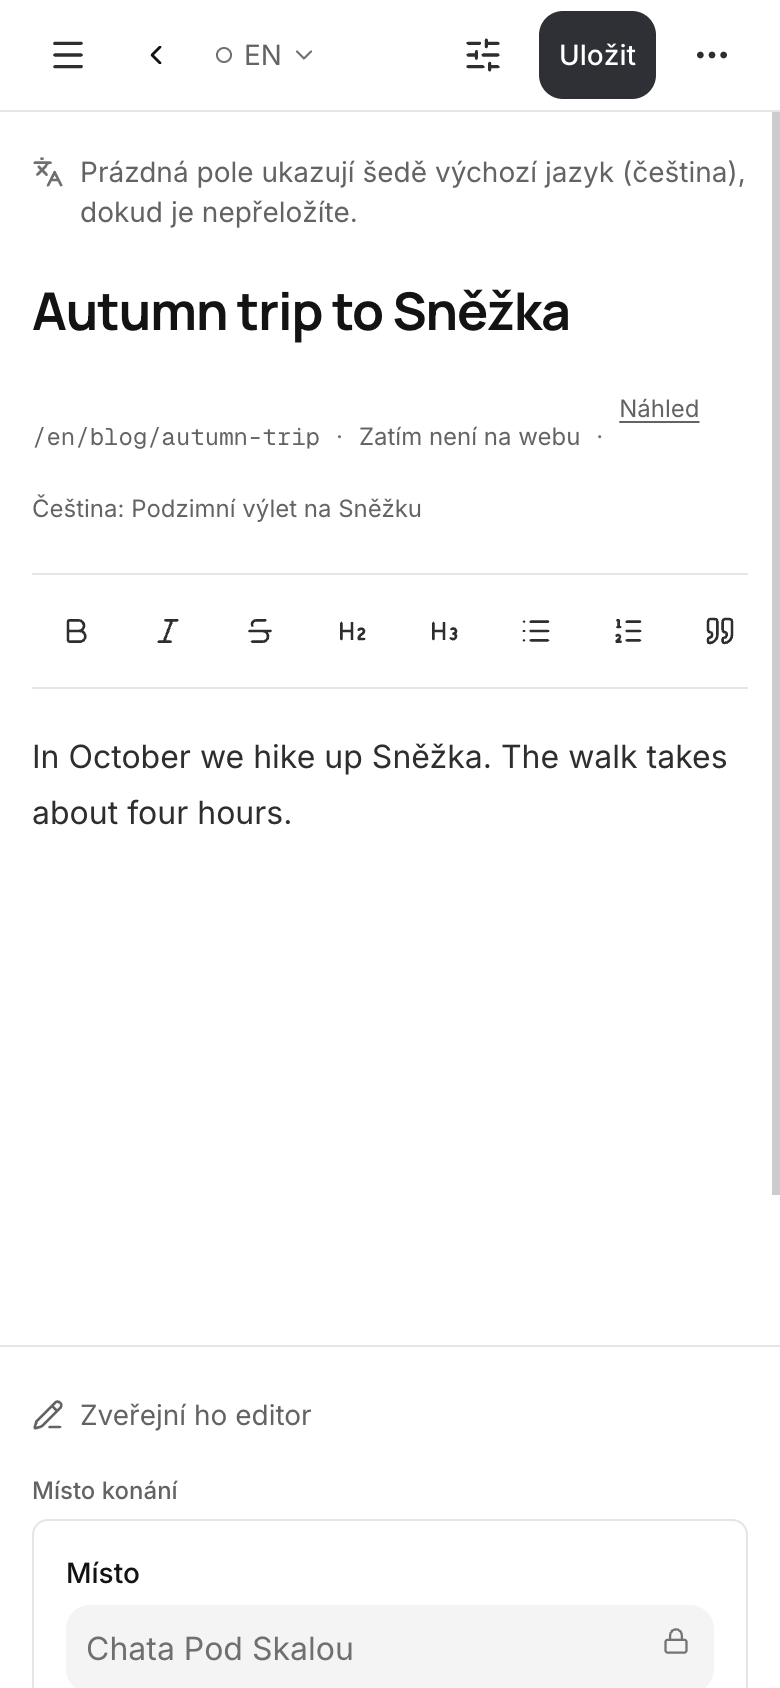 EN
Uložit
Prázdná pole ukazují šedě výchozí jazyk (čeština),
dokud je nepřeložíte.
Autumn trip to Sněžka
/en/blog/autumn-trip · Zatím není na webu · Náhled
Čeština: Podzimní výlet na Sněžku
B I S H2 H3
In October we hike up Sněžka. The walk takes
about four hours.
Zveřejní ho editor
Místo konání
Místo
Chata Pod Skalou